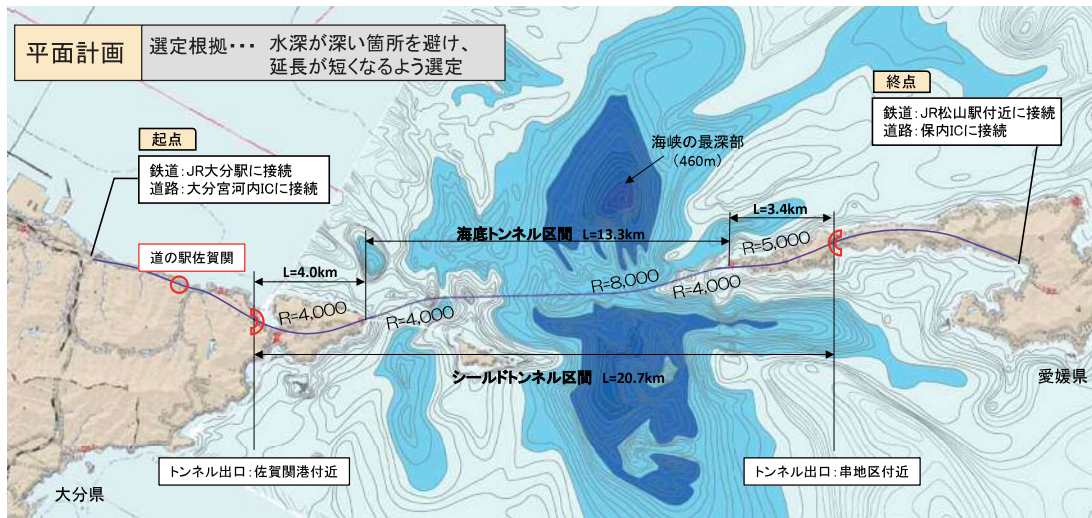 平面計画
選定根拠･･･ 水深が深い箇所を避け、
延長が短くなるよう選定
起点
鉄道：JR大分駅に接続
道路：大分宮河内ICに接続
終点
鉄道：JR松山駅付近に接続
道路：保内ICに接続
海峡の最深部
（460m）
道の駅佐賀関
L=4.0km
海底トンネル区間 L=13.3km
L=3.4km
R=4,000
R=4,000
R=8,000
R=4,000
R=5,000
シールドトンネル区間 L=20.7km
トンネル出口：佐賀関港付近
トンネル出口：串地区付近
大分県
愛媛県